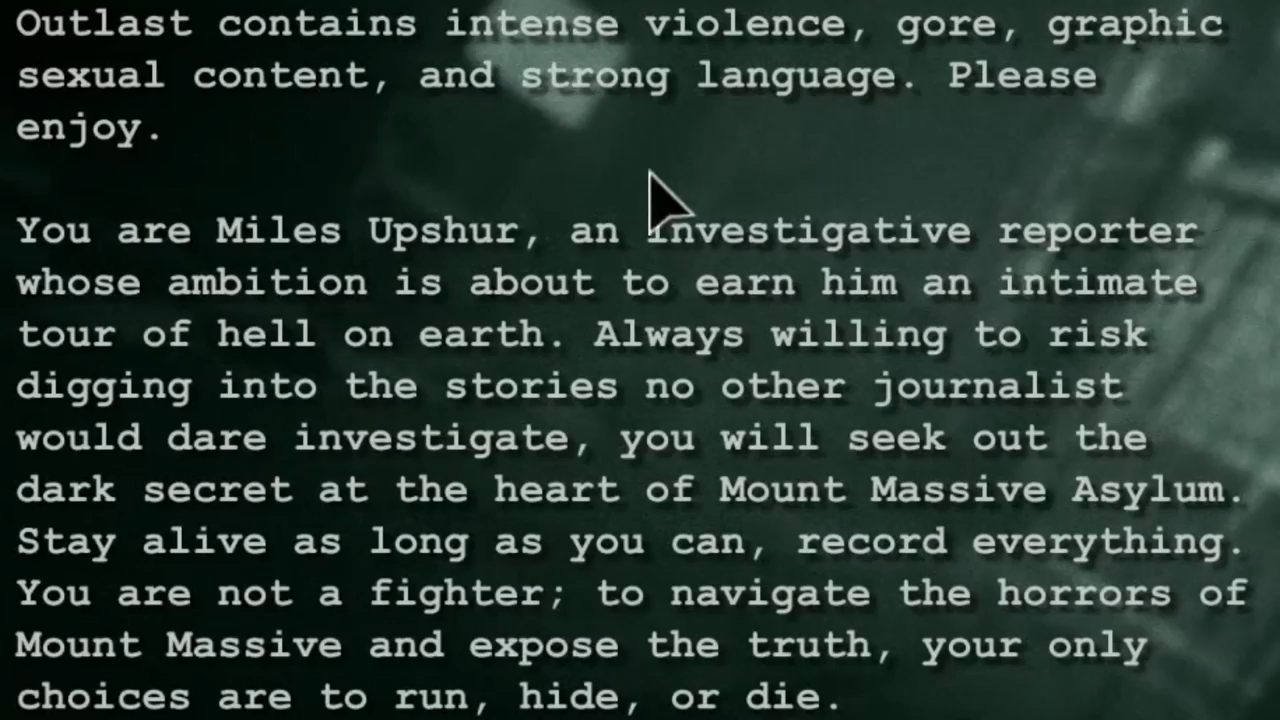 Outlast contains intense violence, gore, graphic
sexual content, and strong language. Please
enjoy.
You are Miles Upshur, an investigative reporter
whose ambition is about to earn him an intimate
tour of hell on earth. Always willing to risk
digging into the stories no other journalist
would dare investigate, you will seek out the
dark secret at the heart of Mount Massive Asylum.
Stay alive as long as you can, record everything.
You are not a fighter; to navigate the horrors of
Mount Massive and expose the truth, your only
choices are to run, hide, or die.